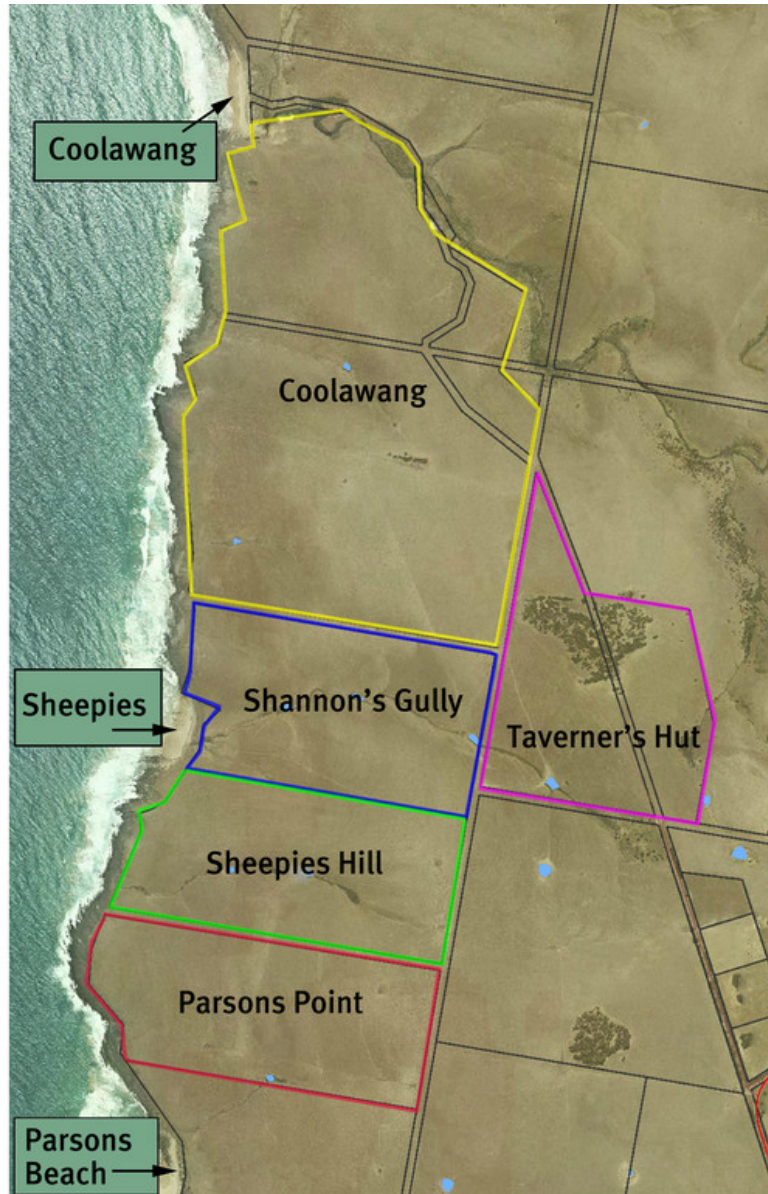 Coolawang
Coolawang
Shannon's Gully
Sheepies
Taverner's Hut
Sheepies Hill
Parsons Point
Parsons
Beach